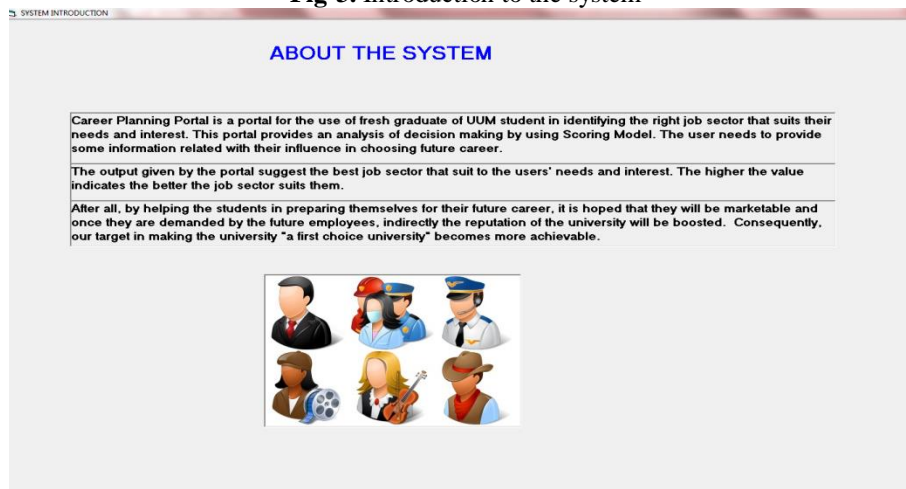 Fig 3. Introduction to the system
SYSTEM INTRODUCTION
ABOUT THE SYSTEM
Career Planning Portal is a portal for the use of fresh graduate of UUM student in identifying the right job sector that suits their
needs and interest. This portal provides an analysis of decision making by using Scoring Model. The user needs to provide
some information related with their influence in choosing future career.
The output given by the portal suggest the best job sector that suit to the users' needs and interest. The higher the value
indicates the better the job sector suits them.
After all, by helping the students in preparing themselves for their future career, it is hoped that they will be marketable and
once they are demanded by the future employees, indirectly the reputation of the university will be boosted. Consequently,
our target in making the university "a first choice university" becomes more achievable.